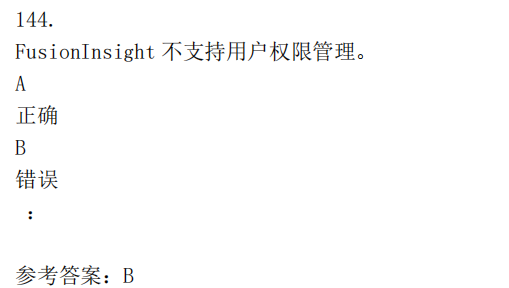 144.
FusionInsight 不支持用户权限管理。
A
正确
B
错误
：
参考答案：B